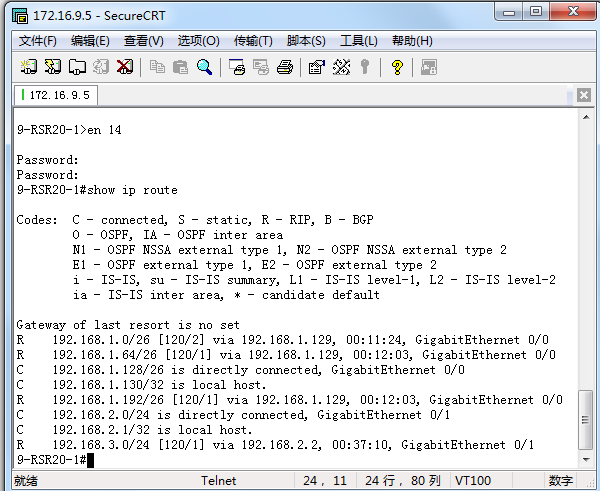 172.16.9.5 - SecureCRT
文件(F) 编辑(E) 查看(V) 选项(O) 传输(T) 脚本(S) 工具(L) 帮助(H)
172.16.9.5
9-RSR20-1>en 14
Password:
Password:
9-RSR20-1#show ip route
Codes:  C - connected, S - static, R - RIP, B - BGP
O - OSPF, IA - OSPF inter area
N1 - OSPF NSSA external type 1, N2 - OSPF NSSA external type 2
E1 - OSPF external type 1, E2 - OSPF external type 2
i - IS-IS, su - IS-IS summary, L1 - IS-IS level-1, L2 - IS-IS level-2
ia - IS-IS inter area, * - candidate default
Gateway of last resort is no set
R    192.168.1.0/26 [120/2] via 192.168.1.129, 00:11:24, GigabitEthernet 0/0
R    192.168.1.64/26 [120/1] via 192.168.1.129, 00:12:03, GigabitEthernet 0/0
C    192.168.1.128/26 is directly connected, GigabitEthernet 0/0
C    192.168.1.130/32 is local host.
R    192.168.1.192/26 [120/1] via 192.168.1.129, 00:12:03, GigabitEthernet 0/0
C    192.168.2.0/24 is directly connected, GigabitEthernet 0/1
C    192.168.2.1/32 is local host.
R    192.168.3.0/24 [120/1] via 192.168.2.2, 00:37:10, GigabitEthernet 0/1
9-RSR20-1#
就绪 Telnet 24, 11 24 行, 80 列 VT100 数字